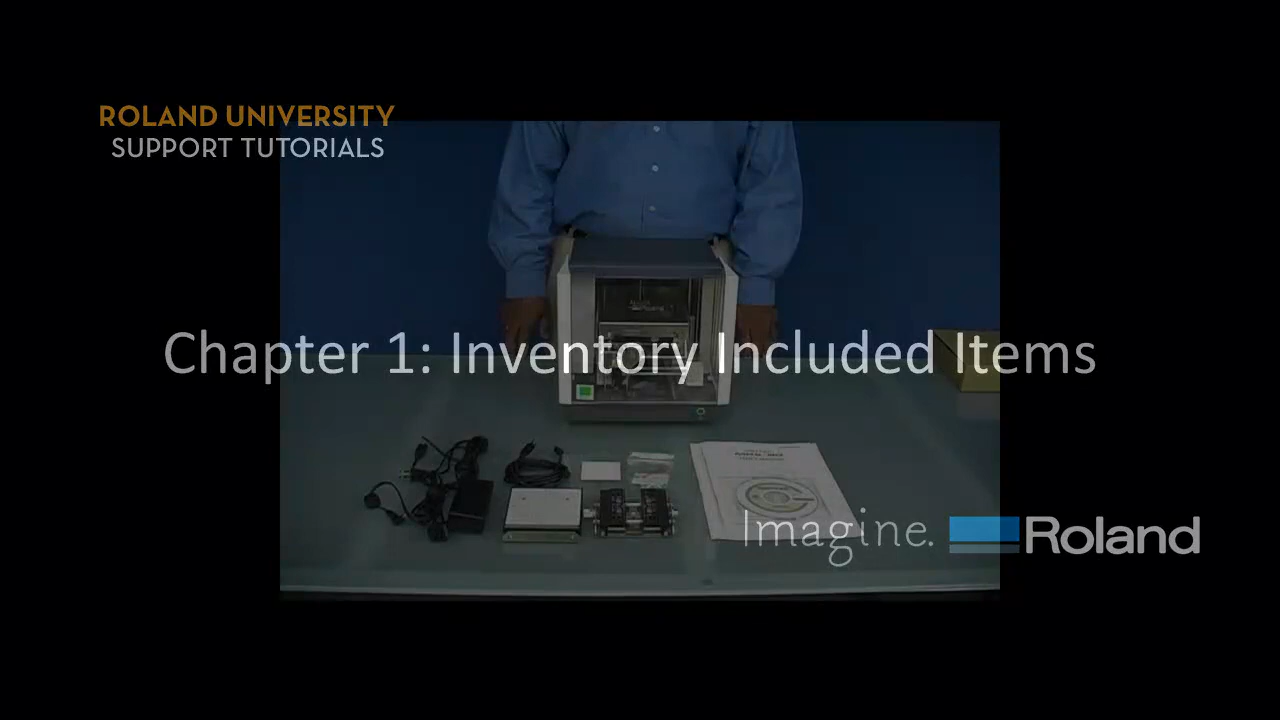 ROLAND UNIVERSITY
SUPPORT TUTORIALS
Chapter 1: Inventory Included Items
Imagine. Roland